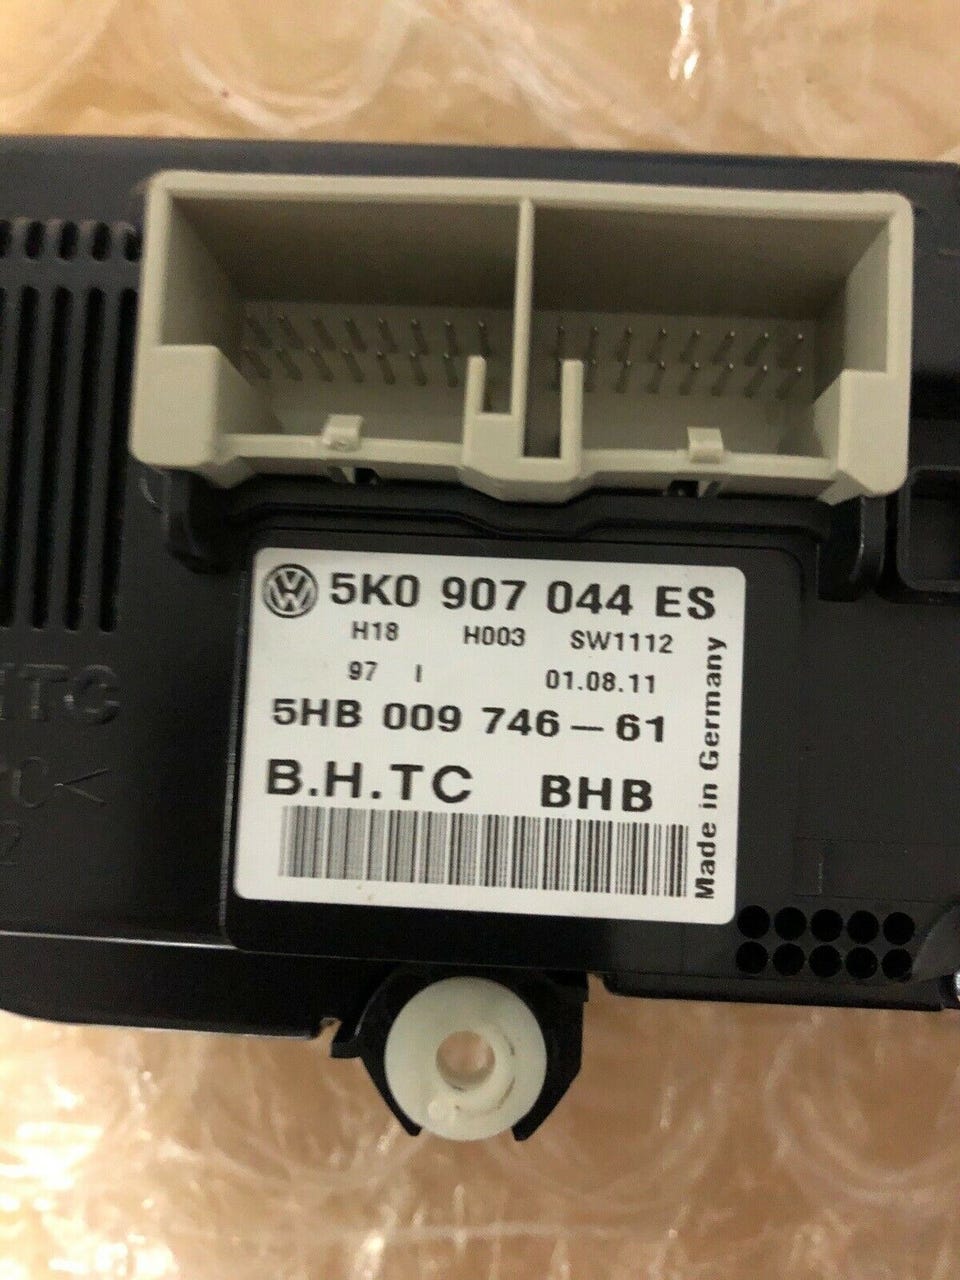 5K0 907 044 ES
H18 H003 SW1112
97 I 01.08.11
5HB 009 746-61
B.H.TC BHB
Made in Germany